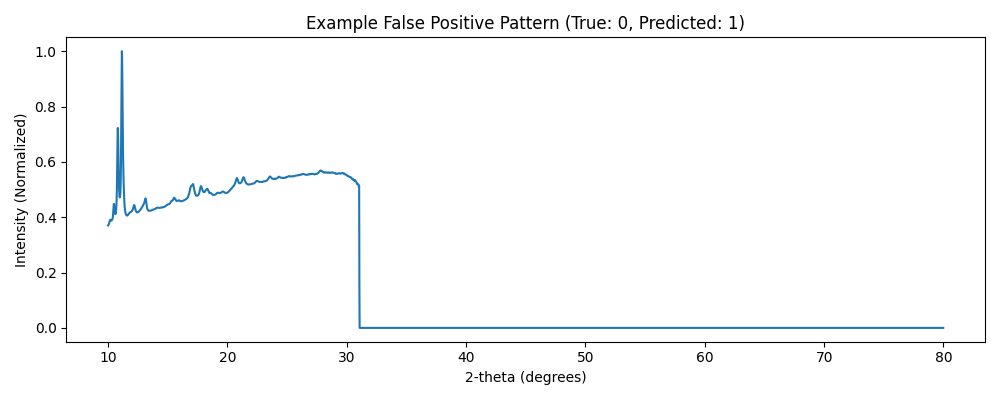 Example False Positive Pattern (True: 0, Predicted: 1)
Intensity (Normalized)
1.0
0.8
0.6
0.4
0.2
0.0
10 20 30 40 50 60 70 80
2-theta (degrees)